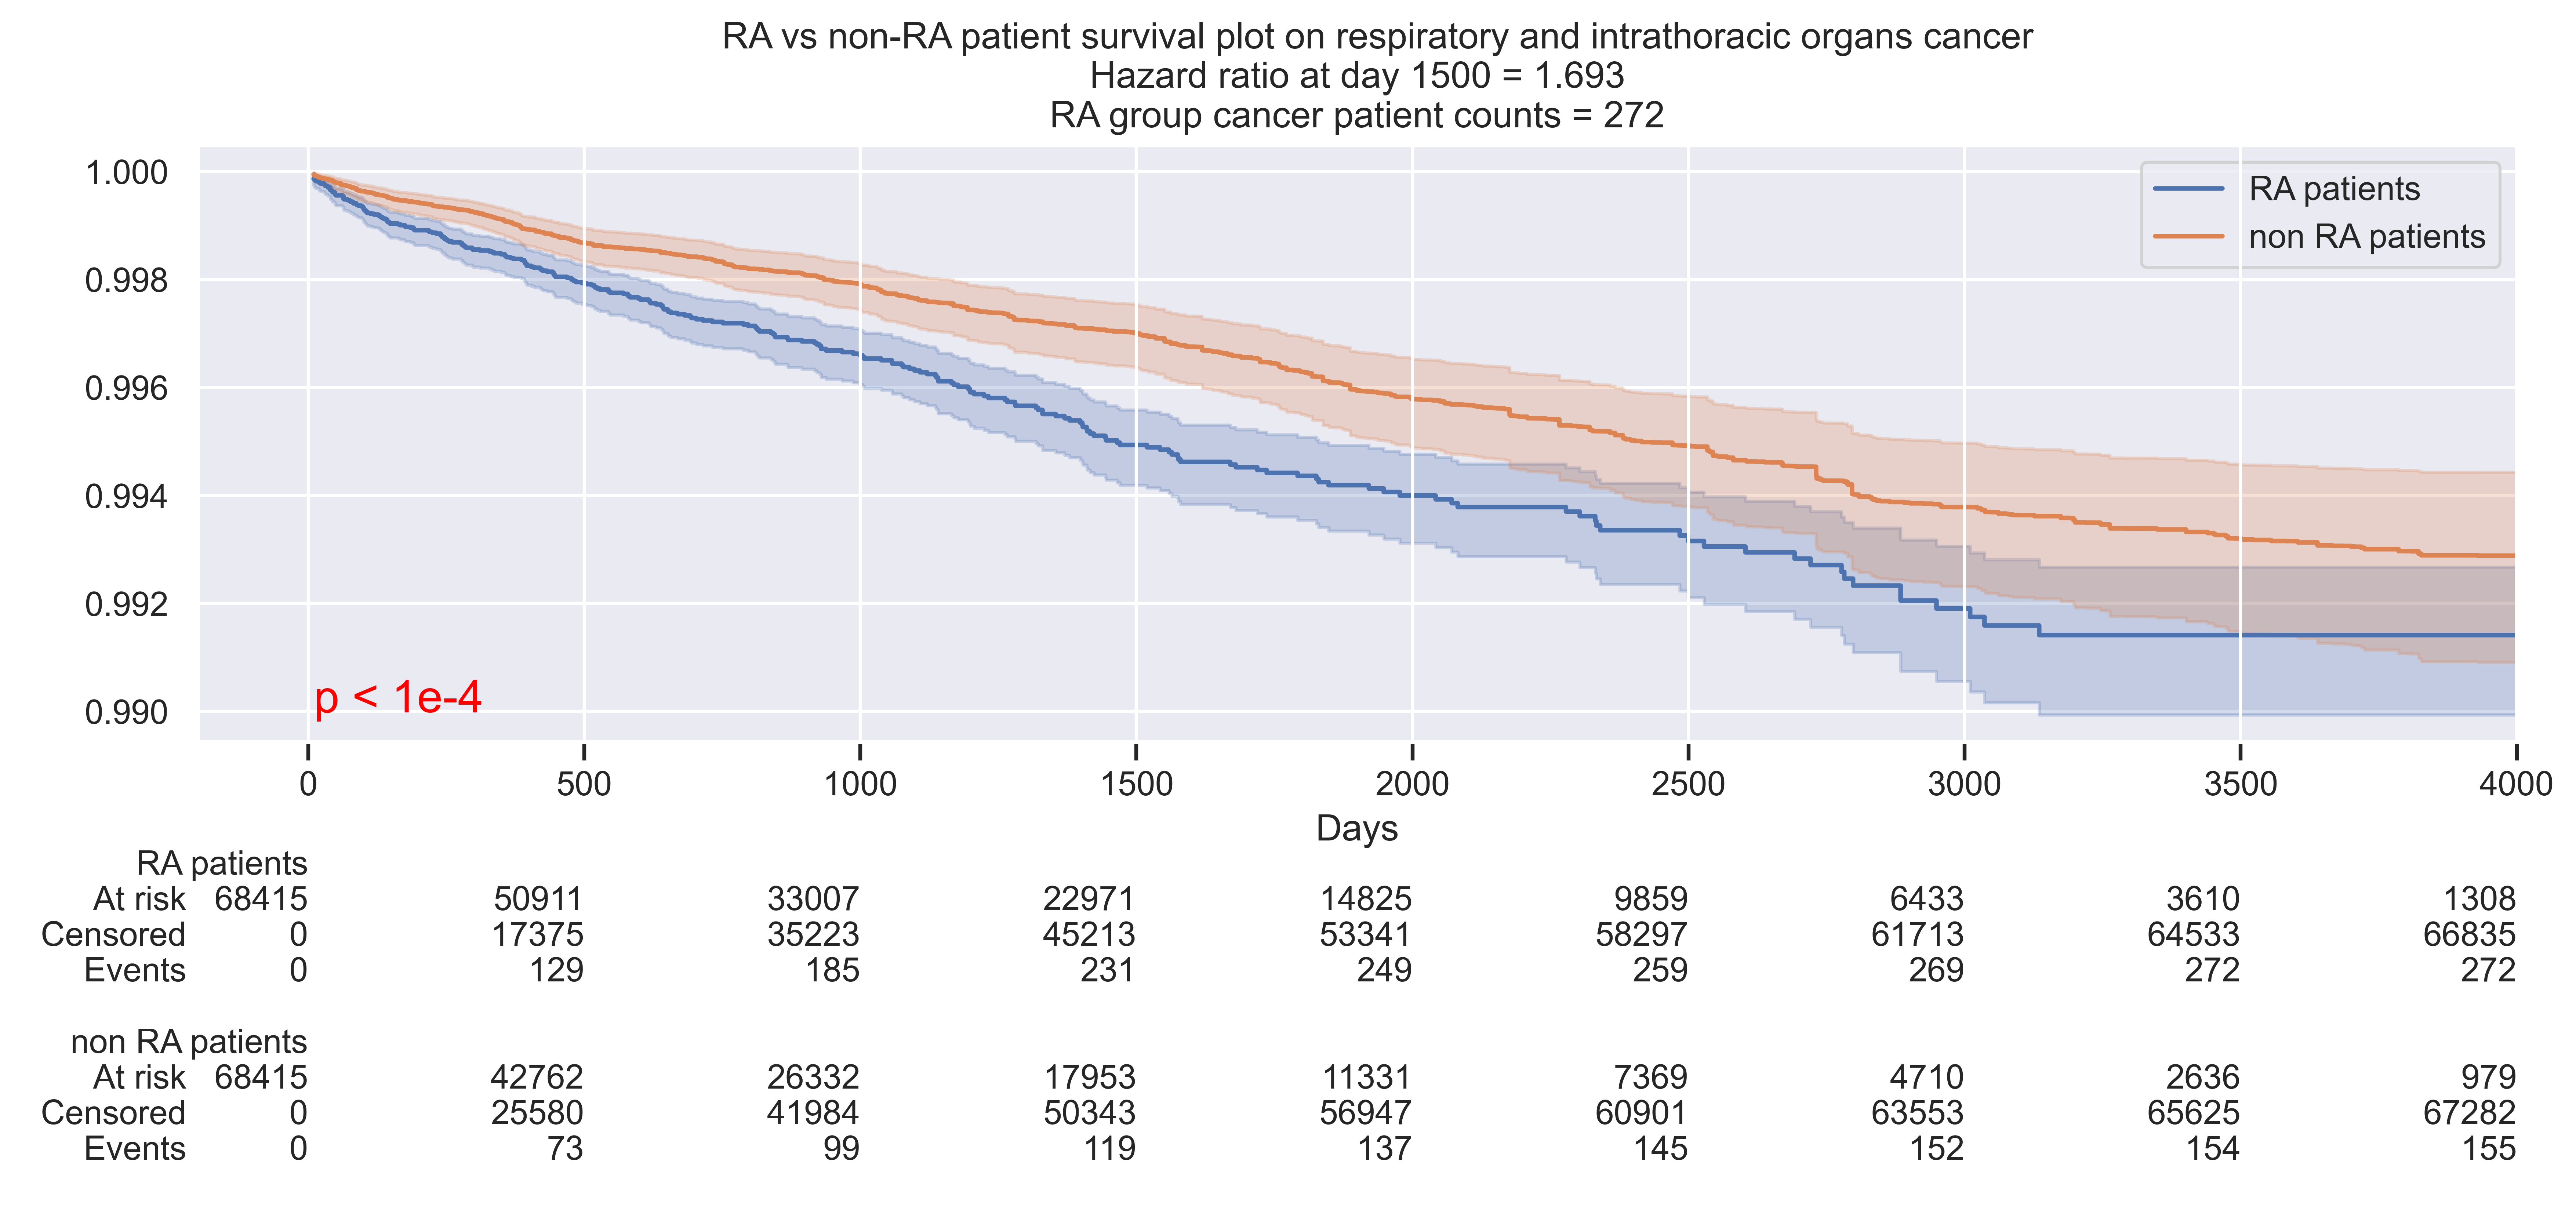 RA vs non-RA patient survival plot on respiratory and intrathoracic organs cancer
Hazard ratio at day 1500 = 1.693
RA group cancer patient counts = 272
1.000
0.998
0.996
0.994
0.992
0.990
RA patients
non RA patients
p < 1e-4
0 500 1000 1500 2000 2500 3000 3500 4000
Days
RA patients
At risk 68415 50911 33007 22971 14825 9859 6433 3610 1308
Censored 0 17375 35223 45213 53341 58297 61713 64533 66835
Events 0 129 185 231 249 259 269 272 272
non RA patients
At risk 68415 42762 26332 17953 11331 7369 4710 2636 979
Censored 0 25580 41984 50343 56947 60901 63553 65625 67282
Events 0 73 99 119 137 145 152 154 155